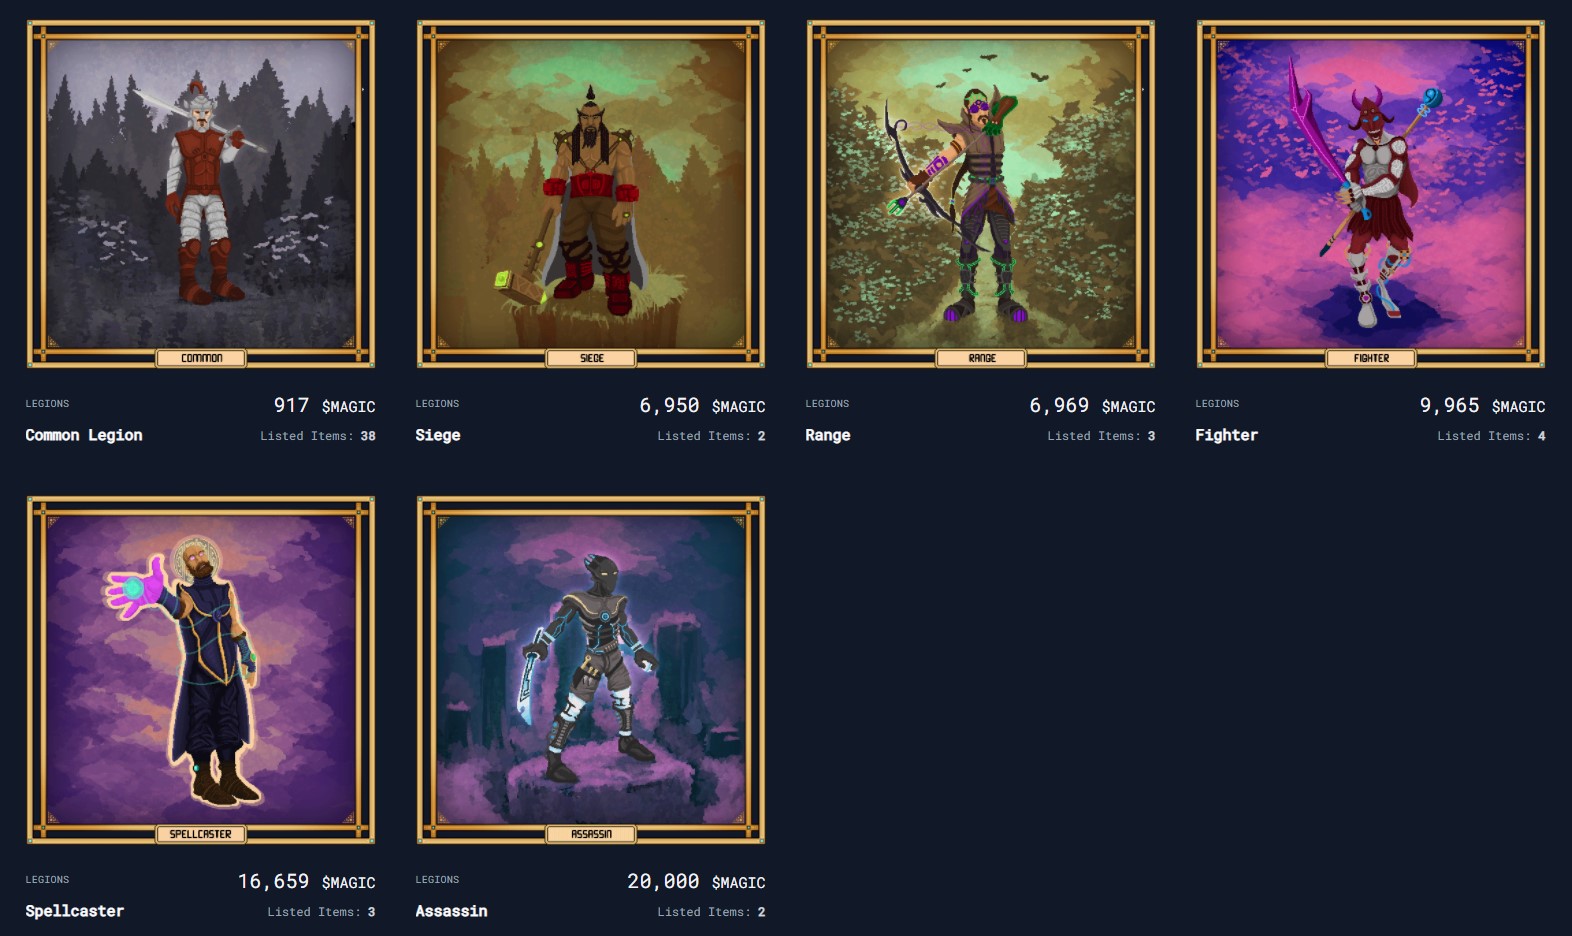 COMMON
SIEGE
RANGE
FIGHTER
LEGIONS
917 $MAGIC
Common Legion
Listed Items: 38
LEGIONS
6,950 $MAGIC
Siege
Listed Items: 2
LEGIONS
6,969 $MAGIC
Range
Listed Items: 3
LEGIONS
9,965 $MAGIC
Fighter
Listed Items: 4
SPELLCASTER
ASSASSIN
LEGIONS
16,659 $MAGIC
Spellcaster
Listed Items: 3
LEGIONS
20,000 $MAGIC
Assassin
Listed Items: 2